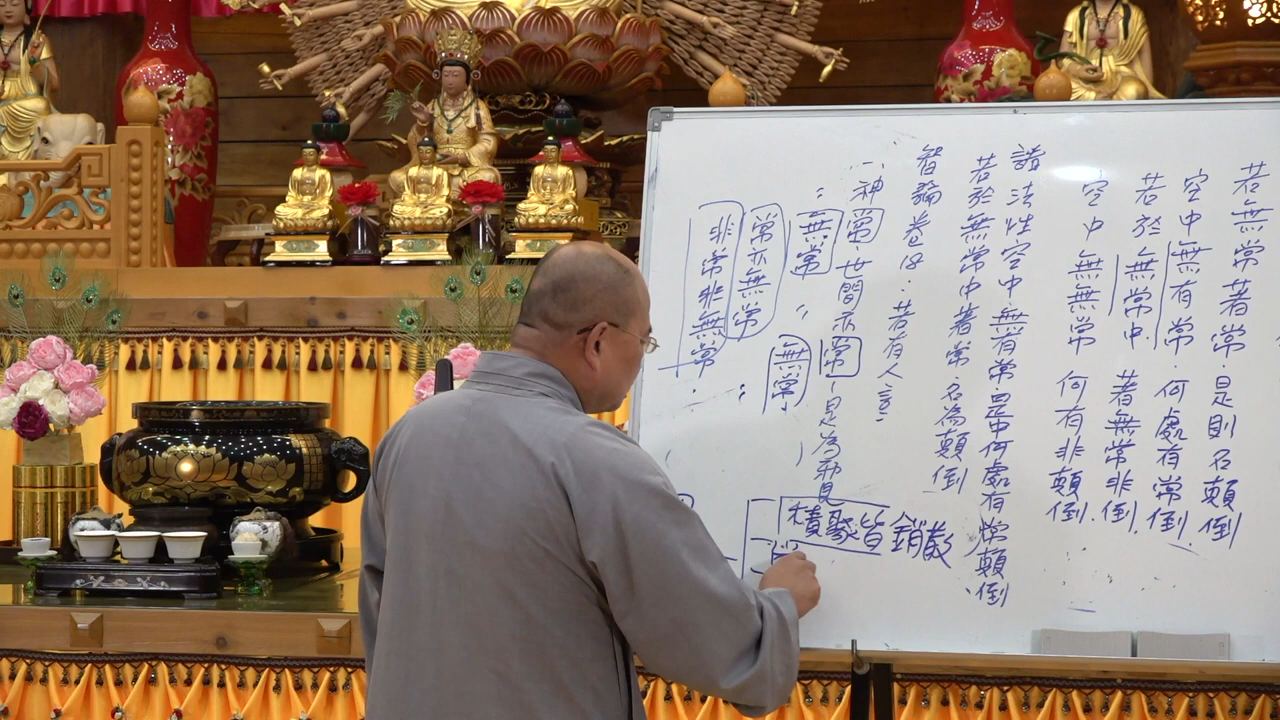 若無常著常,是則名顛倒
空中無有常,何處有常倒
若於無常中 著無常非倒
空中無無常 何有非顛倒
諸法性空中 無有常 是中何處有常顛倒
若於無常中著常 名為顛倒
智論卷18:若有人言
一、神常世間亦常,是為邪見
〃 無常 〃 無常
常亦無常
非常非無常
積聚皆銷散